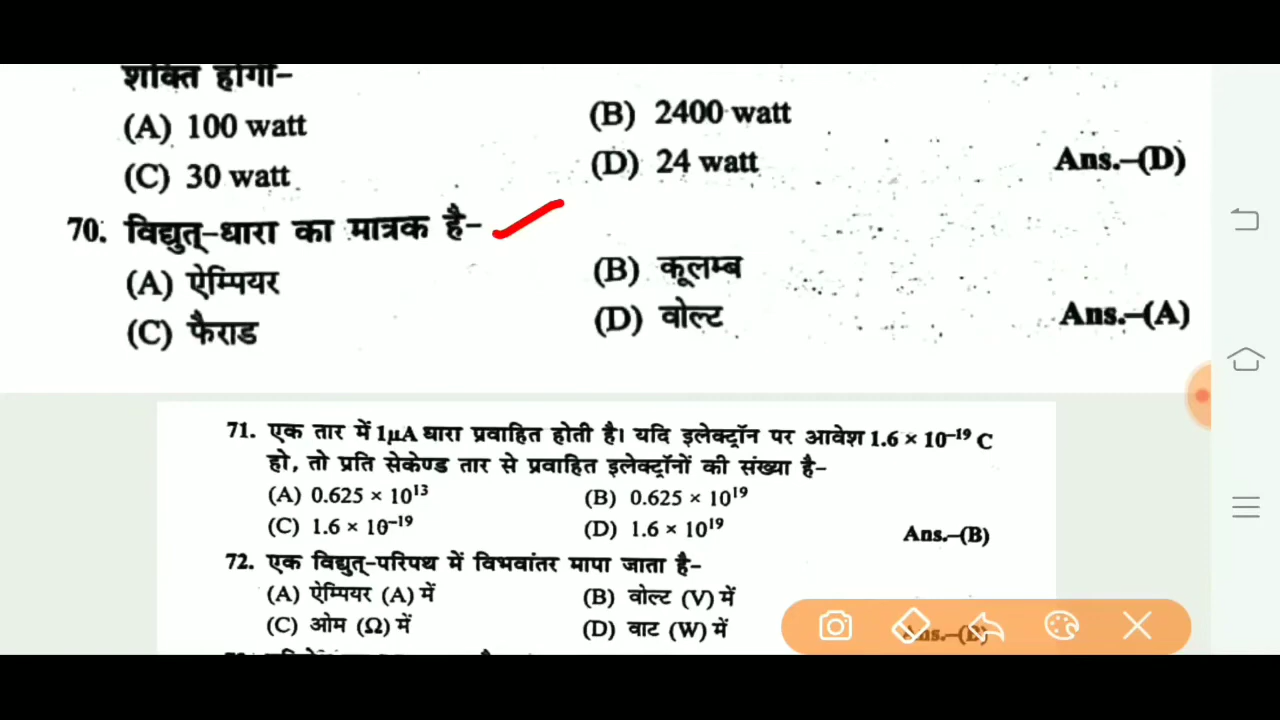 शक्ति होगी–
(A) 100 watt (B) 2400 watt
(C) 30 watt (D) 24 watt Ans.–(D)
70. विद्युत्–धारा का मात्रक है–
(A) ऐम्पियर (B) कूलम्ब
(C) फैराड (D) वोल्ट Ans.–(A)
71. एक तार में 1μA धारा प्रवाहित होती है। यदि इलेक्ट्रॉन पर आवेश 1.6 × 10⁻¹⁹ C
हो, तो प्रति सेकेण्ड तार से प्रवाहित इलेक्ट्रॉनों की संख्या है–
(A) 0.625 × 10¹³ (B) 0.625 × 10¹⁹
(C) 1.6 × 10⁻¹⁹ (D) 1.6 × 10¹⁹ Ans.–(B)
72. एक विद्युत्–परिपथ में विभवांतर मापा जाता है–
(A) ऐम्पियर (A) में (B) वोल्ट (V) में
(C) ओम (Ω) में (D) वाट (W) में Ans.–(B)